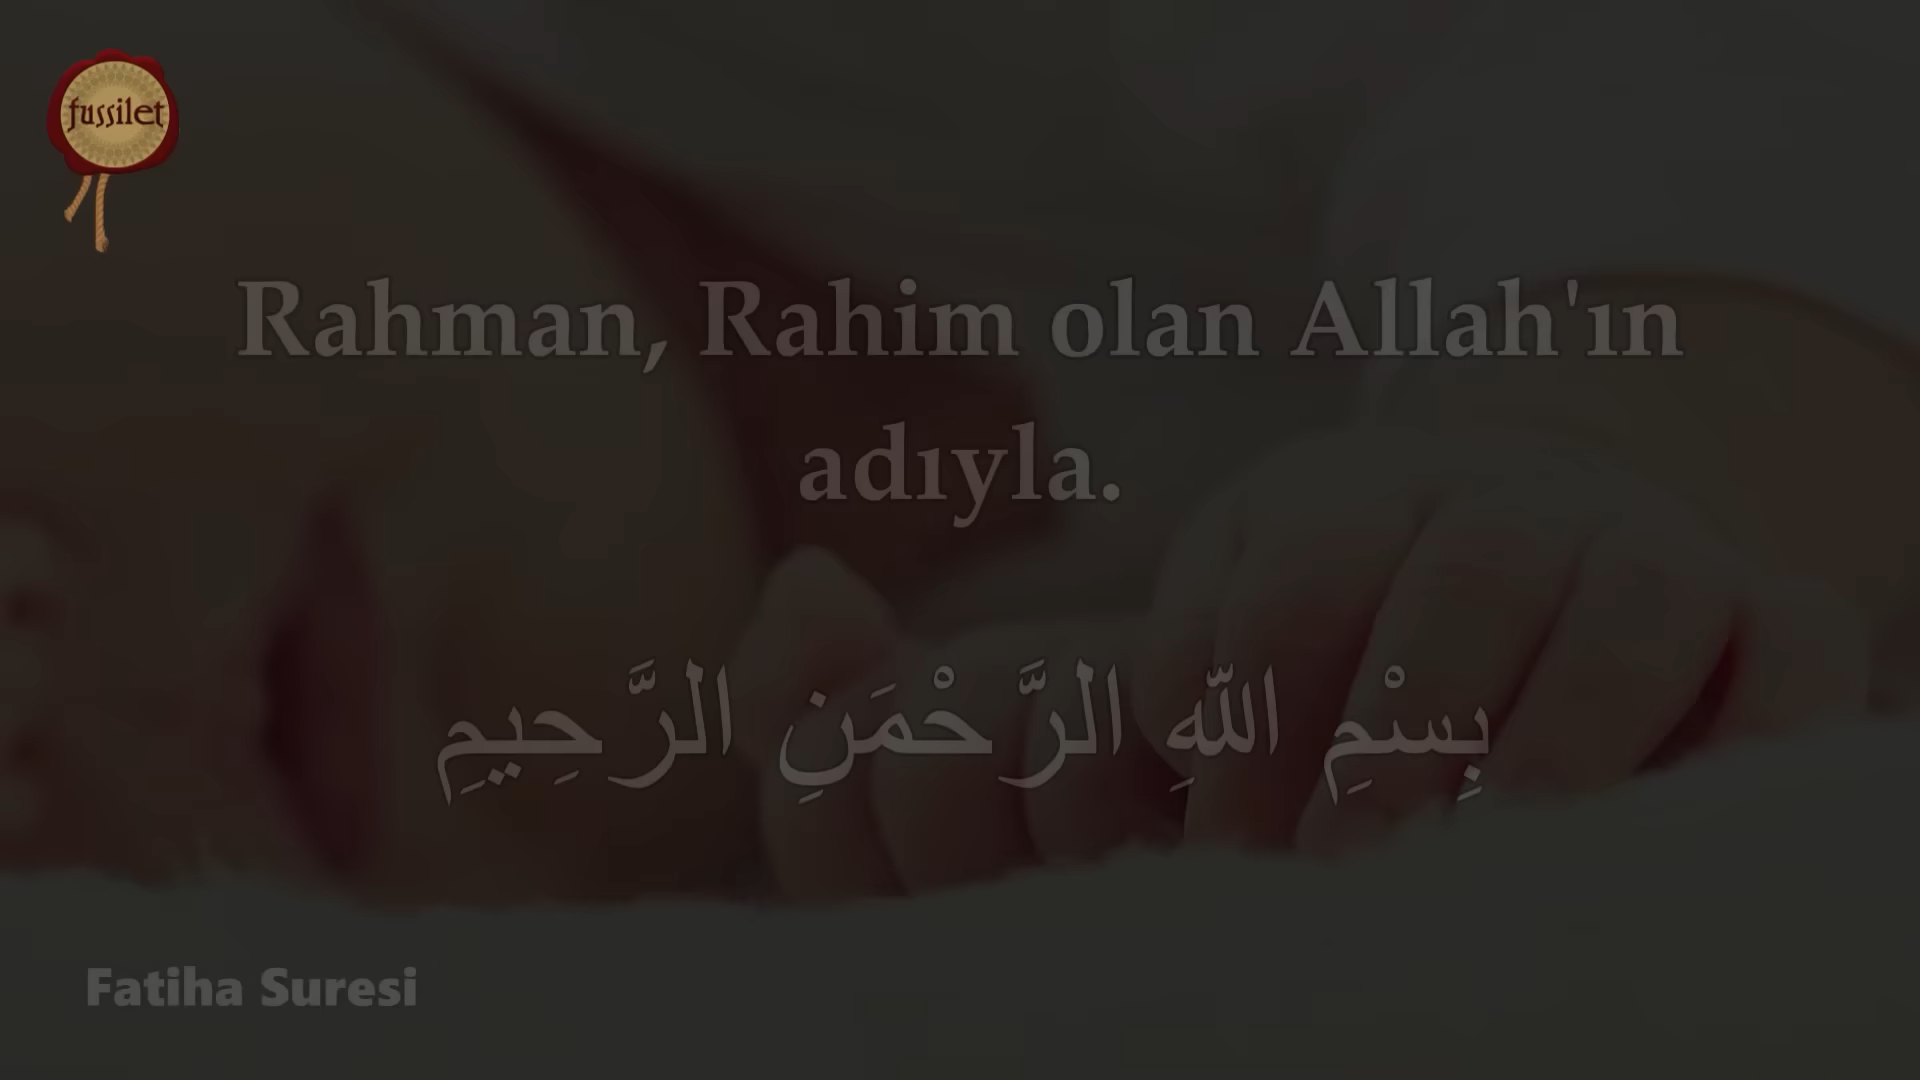 fussilet
Rahman, Rahim olan Allah'ın
adıyla.
بِسْمِ اللّهِ الرَّحْمَنِ الرَّحِيمِ
Fatiha Suresi